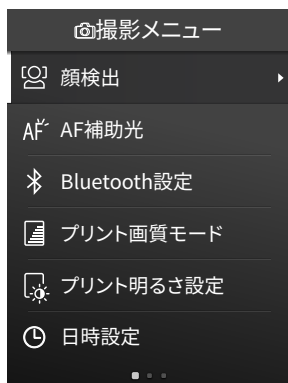 撮影メニュー
顔検出
AF補助光
Bluetooth設定
プリント画質モード
プリント明るさ設定
日時設定